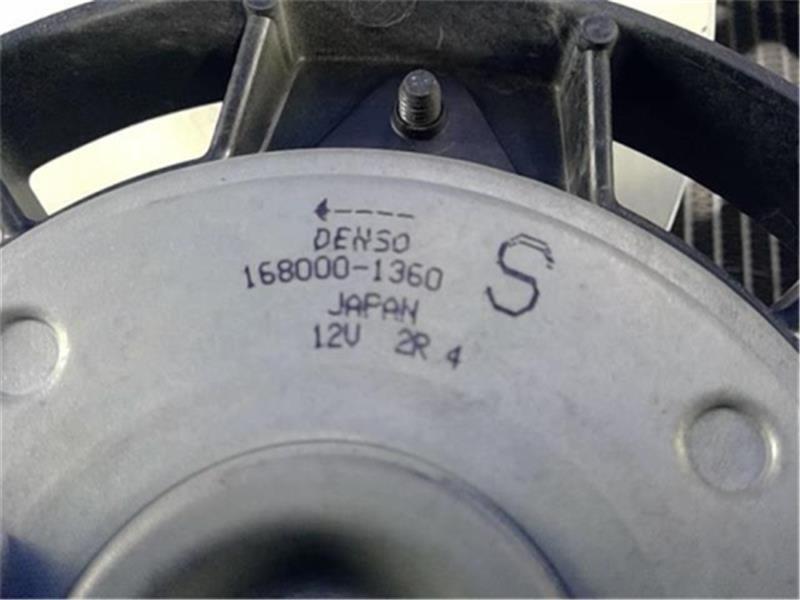 DENSO
168000-1360
S
JAPAN
12V 2R 4